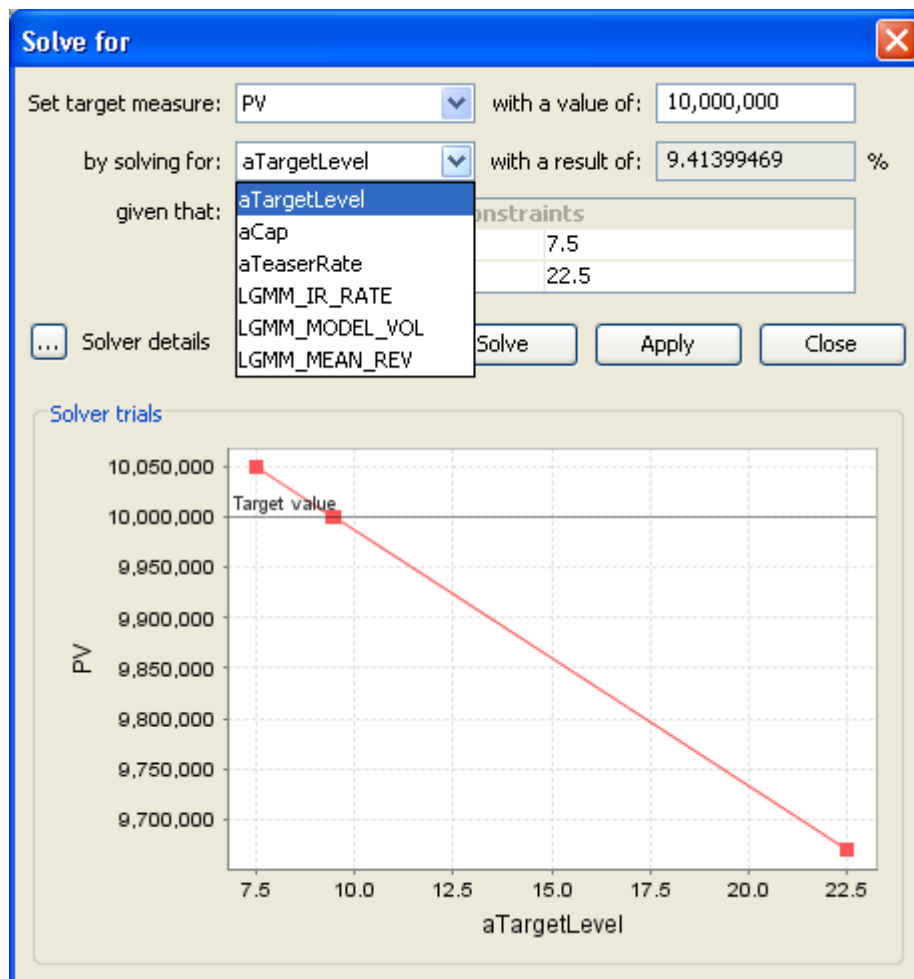 Solve for
Set target measure: PV with a value of: 10,000,000
by solving for: aTargetLevel with a result of: 9.41399469 %
given that: aTargetLevel onstraints
aCap 7.5
aTeaserRate 22.5
LGMM_IR_RATE
LGMM_MODEL_VOL
LGMM_MEAN_REV
... Solver details Solve Apply Close
Solver trials
10,050,000
Target value
10,000,000
9,950,000
9,900,000
9,850,000
9,800,000
9,750,000
9,700,000
PV
7.5 10.0 12.5 15.0 17.5 20.0 22.5
aTargetLevel